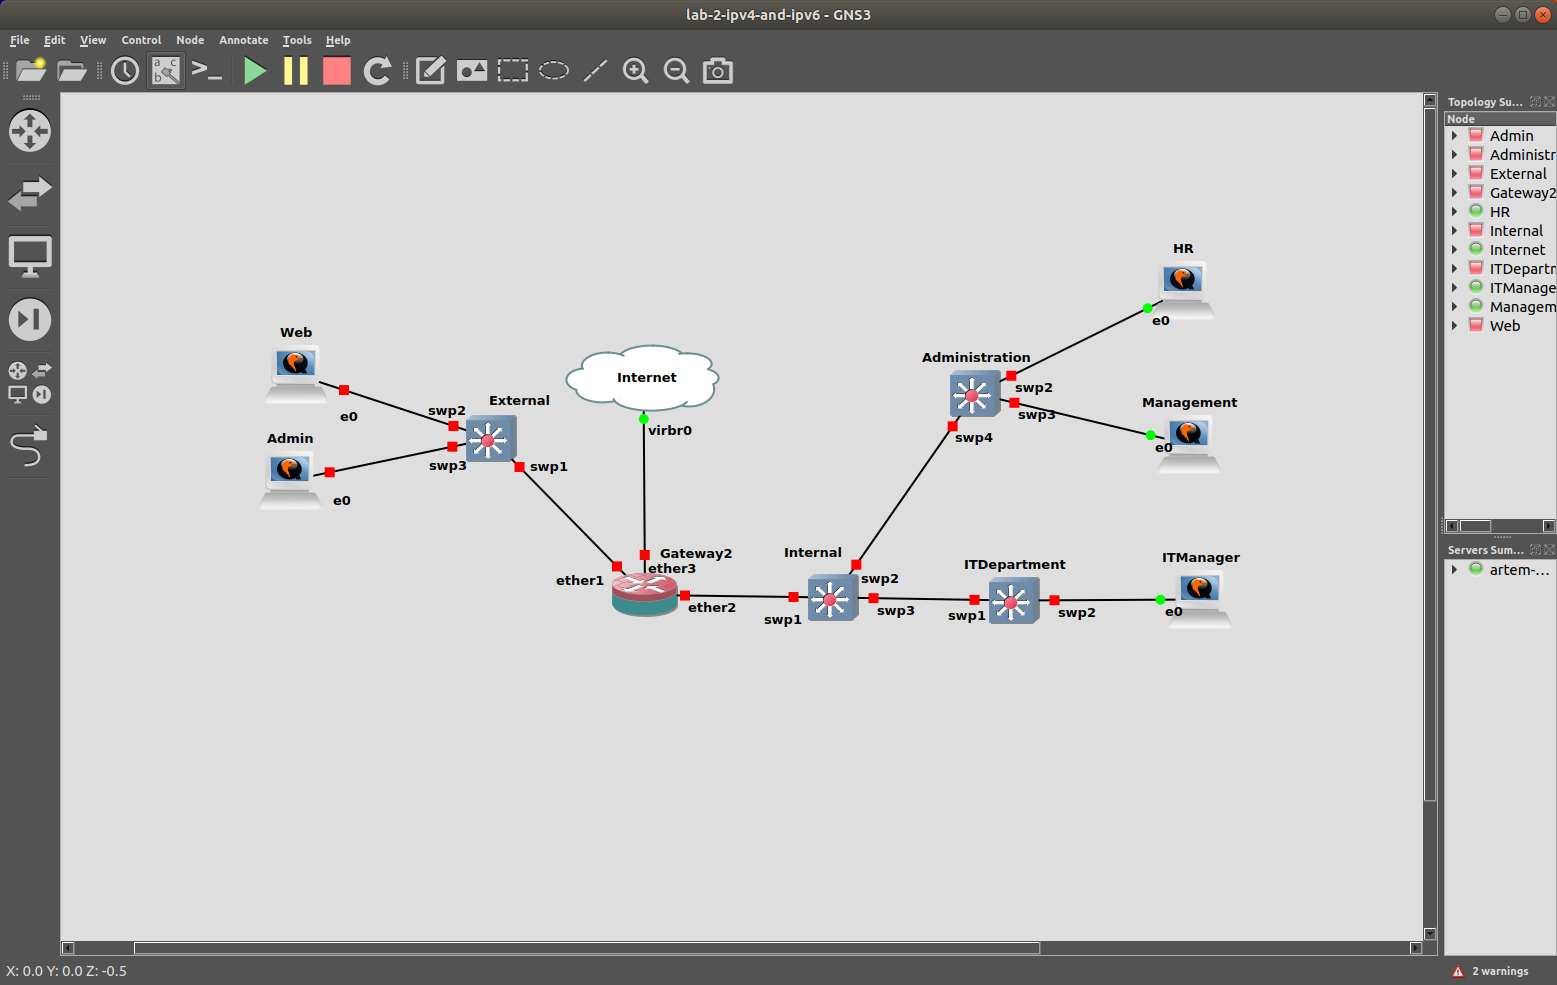 lab-2-ipv4-and-ipv6 - GNS3
File Edit View Control Node Annotate Tools Help
Topology Su...
Node
Admin
Administr
External
Gateway2
HR
Internal
Internet
ITDepartm
ITManage
Managem
Web
Servers Sum...
artem-...
HR
e0
Web
e0
Admin
e0
External
swp2
swp3
swp1
Internet
virbr0
Administration
swp2
swp3
swp4
Management
e0
Gateway2
ether3
ether1
ether2
Internal
swp2
swp1
swp3
ITDepartment
swp1
swp2
ITManager
e0
X: 0.0 Y: 0.0 Z: -0.5
2 warnings